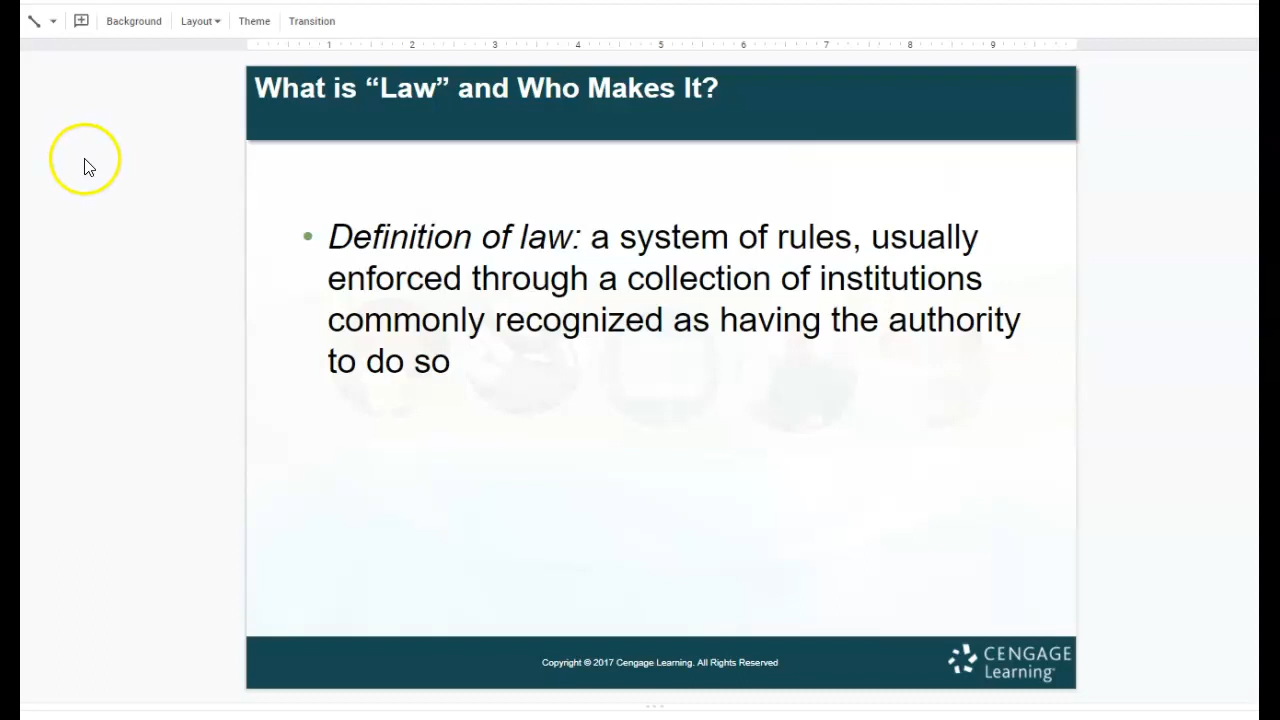 Background Layout Theme Transition
1 2 3 4 5 6 7 8 9
What is “Law” and Who Makes It?
• Definition of law: a system of rules, usually
enforced through a collection of institutions
commonly recognized as having the authority
to do so
Copyright © 2017 Cengage Learning. All Rights Reserved
CENGAGE
Learning™